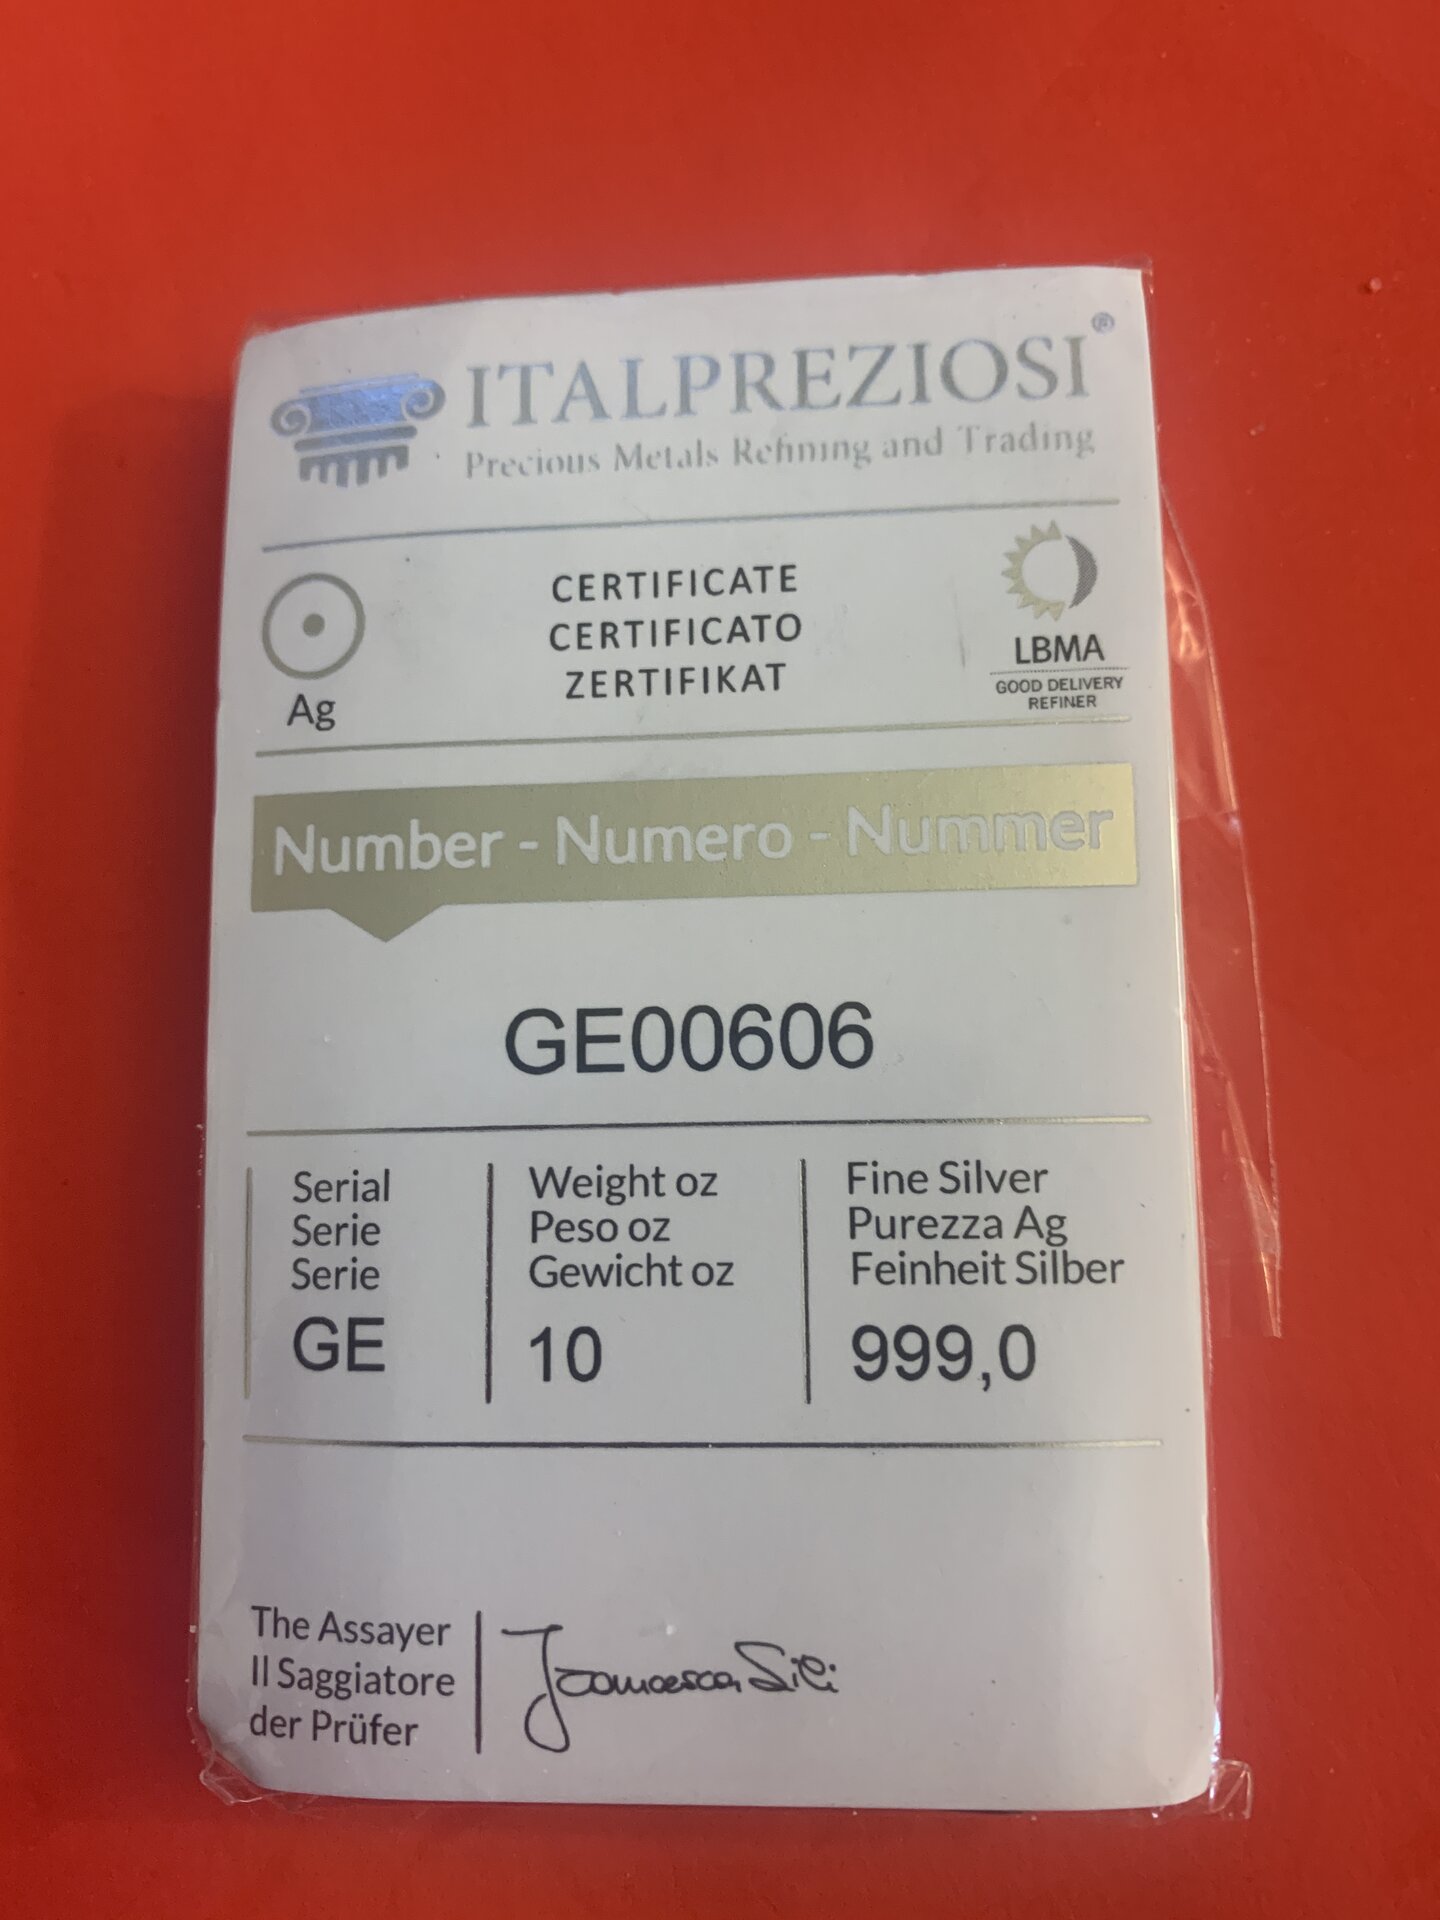 ITALPREZIOSI®
Precious Metals Refining and Trading
Ag
CERTIFICATE
CERTIFICATO
ZERTIFIKAT
LBMA
GOOD DELIVERY
REFINER
Number - Numero - Nummer
GE00606
Serial
Serie
Serie
GE
Weight oz
Peso oz
Gewicht oz
10
Fine Silver
Purezza Ag
Feinheit Silber
999,0
The Assayer
Il Saggiatore
der Prüfer